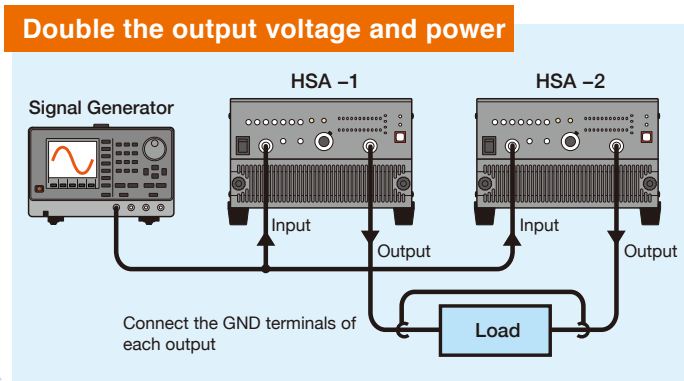 Double the output voltage and power
HSA –1
HSA –2
Signal Generator
Input
Output
Input
Output
Connect the GND terminals of
each output
Load